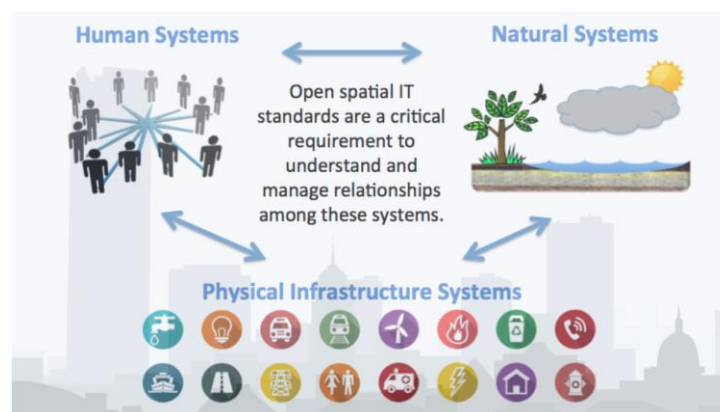 Human Systems
Natural Systems
Open spatial IT
standards are a critical
requirement to
understand and
manage relationships
among these systems.
Physical Infrastructure Systems